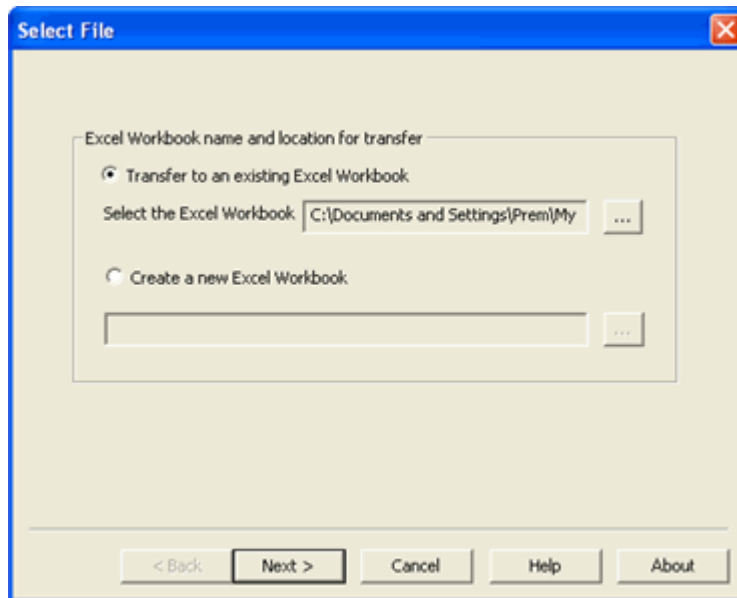 Select File
Excel Workbook name and location for transfer
Transfer to an existing Excel Workbook
Select the Excel Workbook C:\Documents and Settings\Prem\My ...
Create a new Excel Workbook
...
< Back Next > Cancel Help About